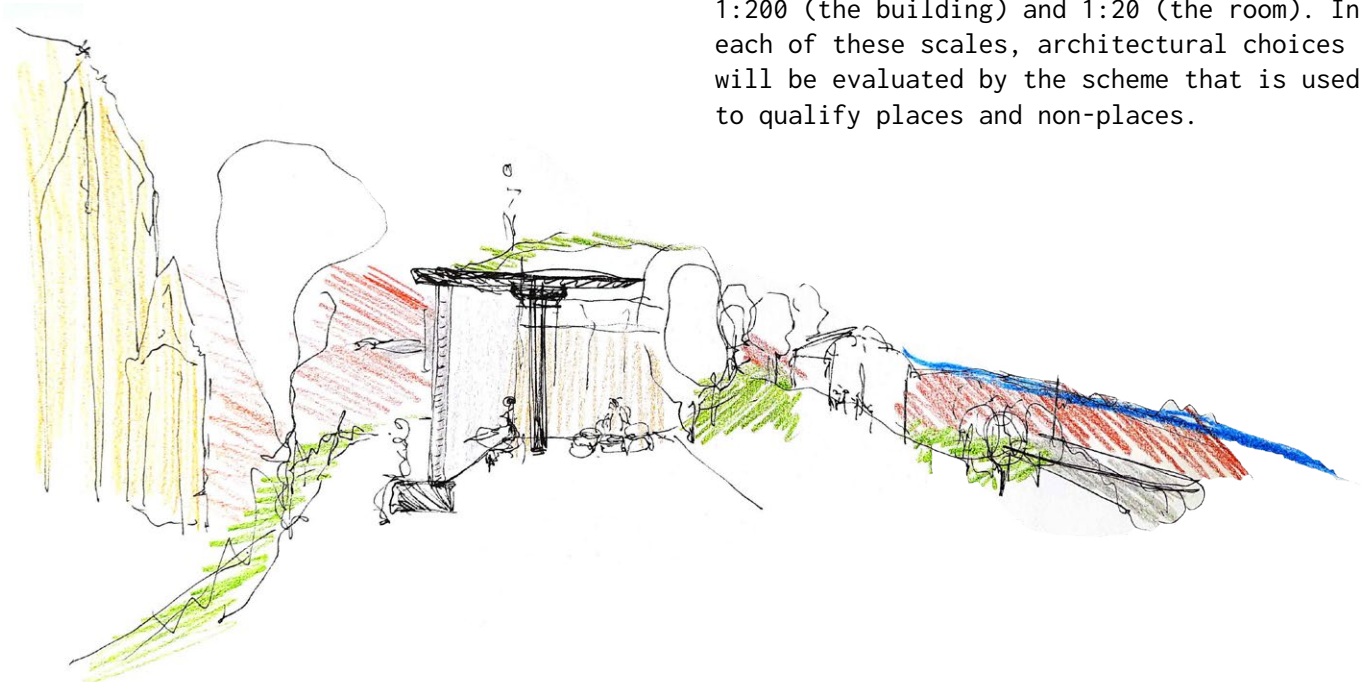 1:200 (the building) and 1:20 (the room). In
each of these scales, architectural choices
will be evaluated by the scheme that is used
to qualify places and non-places.